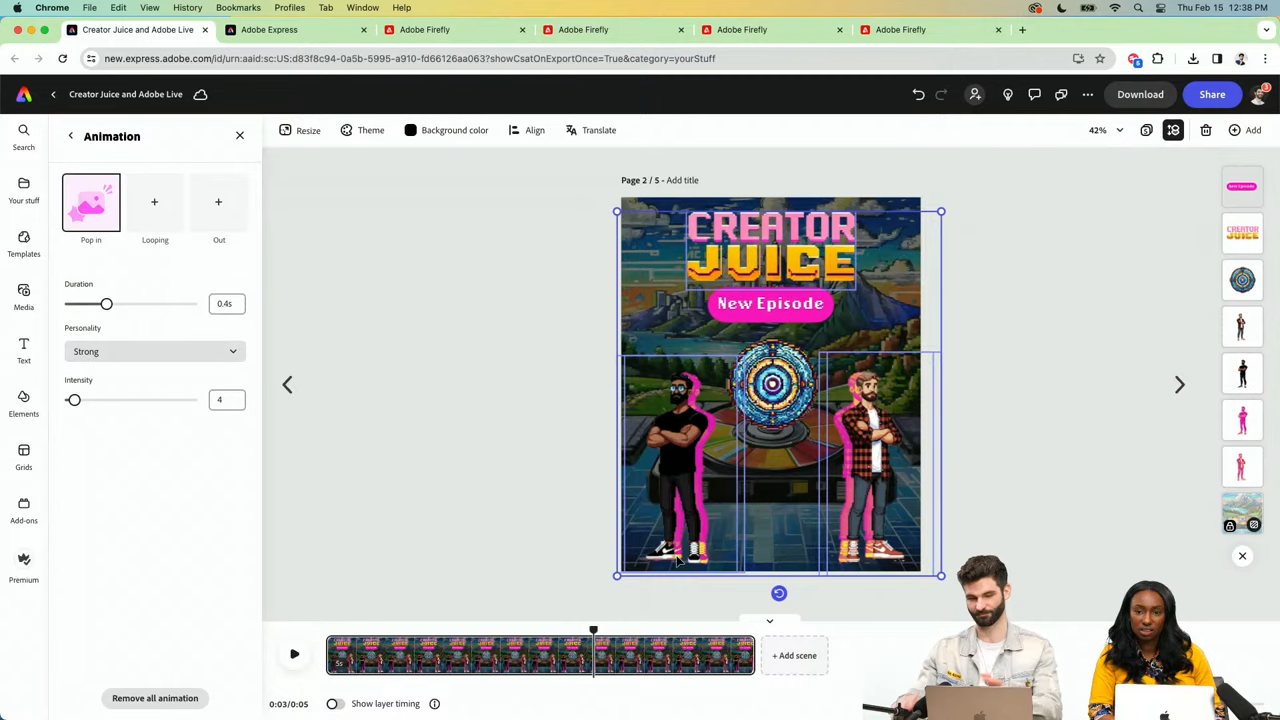 Chrome File Edit View History Bookmarks Profiles Tab Window Help Thu Feb 15 12:38 PM
Creator Juice and Adobe Live Adobe Express Adobe Firefly Adobe Firefly Adobe Firefly Adobe Firefly
new.express.adobe.com/id/urn:aaid:sc:US:d83f8c94-0a5b-5995-a910-fd66126aa063?showCsatOnExportOnce=True&category=yourStuff
Creator Juice and Adobe Live Download Share
Search
Your stuff
Templates
Media
Text
Elements
Grids
Add-ons
Premium
Animation
Pop in Looping Out
Duration
0.4s
Personality
Strong
Intensity
4
Remove all animation
Resize Theme Background color Align Translate 42% Add
Page 2 / 5 - Add title
CREATOR
JUICE
New Episode
New Episode
CREATOR
JUICE
5s
+ Add scene
0:03/0:05 Show layer timing